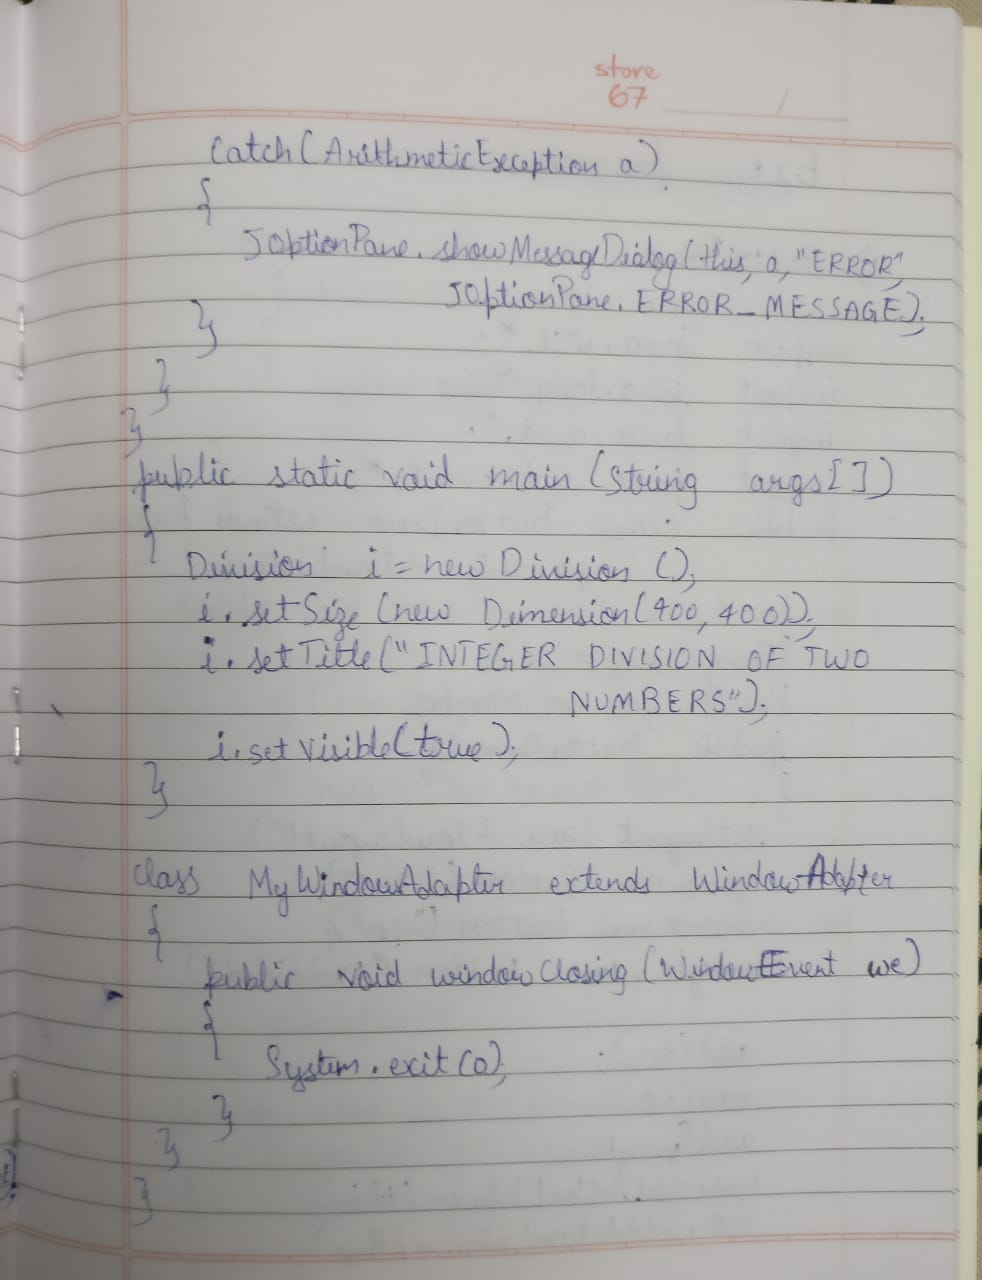 store
67
catch(ArithmeticException a)
{
JOptionPane.showMessageDialog(this, a, "ERROR",
JOptionPane.ERROR_MESSAGE);
}
}
}
public static void main (String args[])
{
Division i = new Division ();
i.setSize (new Dimension(400, 400));
i.setTitle("INTEGER DIVISION OF TWO
NUMBERS");
i.setVisible(true);
}
class MyWindowAdapter extends WindowAdapter
{
public void windowClosing (WindowEvent we)
{
System.exit(0);
}
}
}